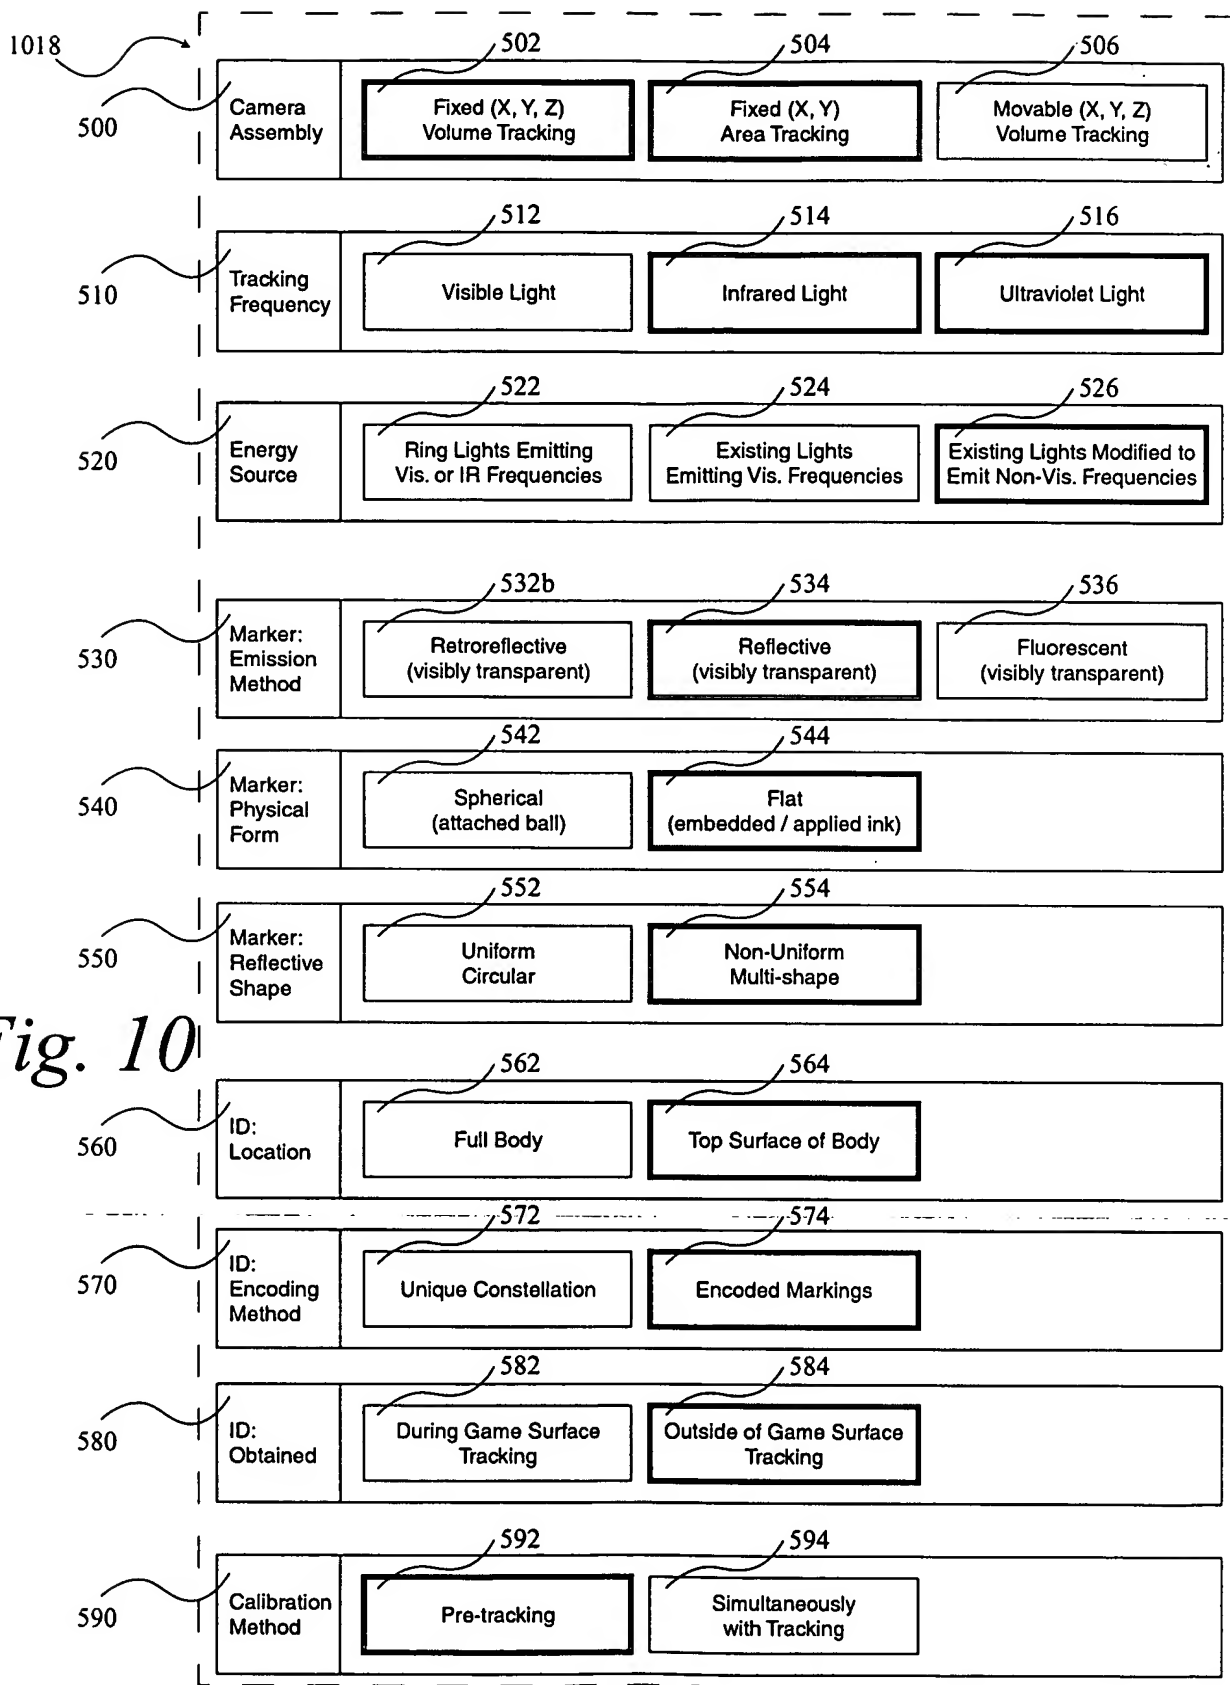 1018
502
504
506
500
Camera
Assembly
Fixed (X, Y, Z)
Volume Tracking
Fixed (X, Y)
Area Tracking
Movable (X, Y, Z)
Volume Tracking
512
514
516
510
Tracking
Frequency
Visible Light
Infrared Light
Ultraviolet Light
522
524
526
520
Energy
Source
Ring Lights Emitting
Vis. or IR Frequencies
Existing Lights
Emitting Vis. Frequencies
Existing Lights Modified to
Emit Non-Vis. Frequencies
532b
534
536
530
Marker:
Emission
Method
Retroreflective
(visibly transparent)
Reflective
(visibly transparent)
Fluorescent
(visibly transparent)
542
544
540
Marker:
Physical
Form
Spherical
(attached ball)
Flat
(embedded / applied ink)
552
554
550
Marker:
Reflective
Shape
Uniform
Circular
Non-Uniform
Multi-shape
Fig. 10
562
564
560
ID:
Location
Full Body
Top Surface of Body
572
574
570
ID:
Encoding
Method
Unique Constellation
Encoded Markings
582
584
580
ID:
Obtained
During Game Surface
Tracking
Outside of Game Surface
Tracking
592
594
590
Calibration
Method
Pre-tracking
Simultaneously
with Tracking